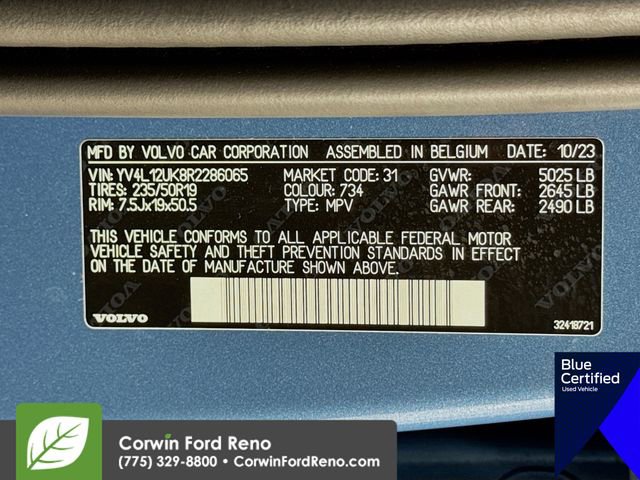 MFD BY VOLVO CAR CORPORATION ASSEMBLED IN BELGIUM DATE: 10/23
VIN: YV4L12UK8R2286065 MARKET CODE: 31 GVWR: 5025 LB
TIRES: 235/50R19 COLOUR: 734 GAWR FRONT: 2645 LB
RIM: 7.5Jx19x50.5 TYPE: MPV GAWR REAR: 2490 LB
THIS VEHICLE CONFORMS TO ALL APPLICABLE FEDERAL MOTOR
VEHICLE SAFETY AND THEFT PREVENTION STANDARDS IN EFFECT
ON THE DATE OF MANUFACTURE SHOWN ABOVE.
VOLVO 32418721
Blue
Certified
Used Vehicle
Corwin Ford Reno
(775) 329-8800 • CorwinFordReno.com